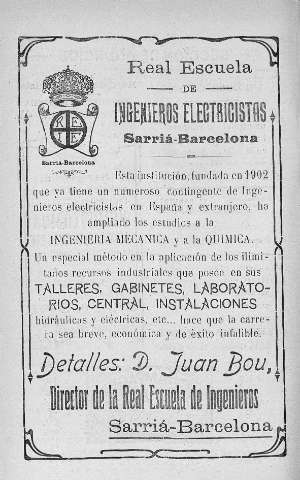 Real Escuela
DE
INGENIEROS ELECTRICISTAS
Sarriá-Barcelona
Sarriá-Barcelona
Esta institución, fundada en 1902
que ya tiene un numeroso contingente de Inge-
nieros electricistas en España y extranjero, ha
ampliado los estudios a la
INGENIERIA MECANICA y a la QUIMICA.
Un especial método en la aplicación de los ilimi-
tados recursos industriales que posee en sus
TALLERES, GABINETES, LABORATO-
RIOS, CENTRAL, INSTALACIONES
hidráulicas y eléctricas, etc... hace que la carre-
ra sea breve, económica y de éxito infalible.
Detalles: D. Juan Bou,
Director de la Real Escuela de Ingenieros
Sarriá-Barcelona